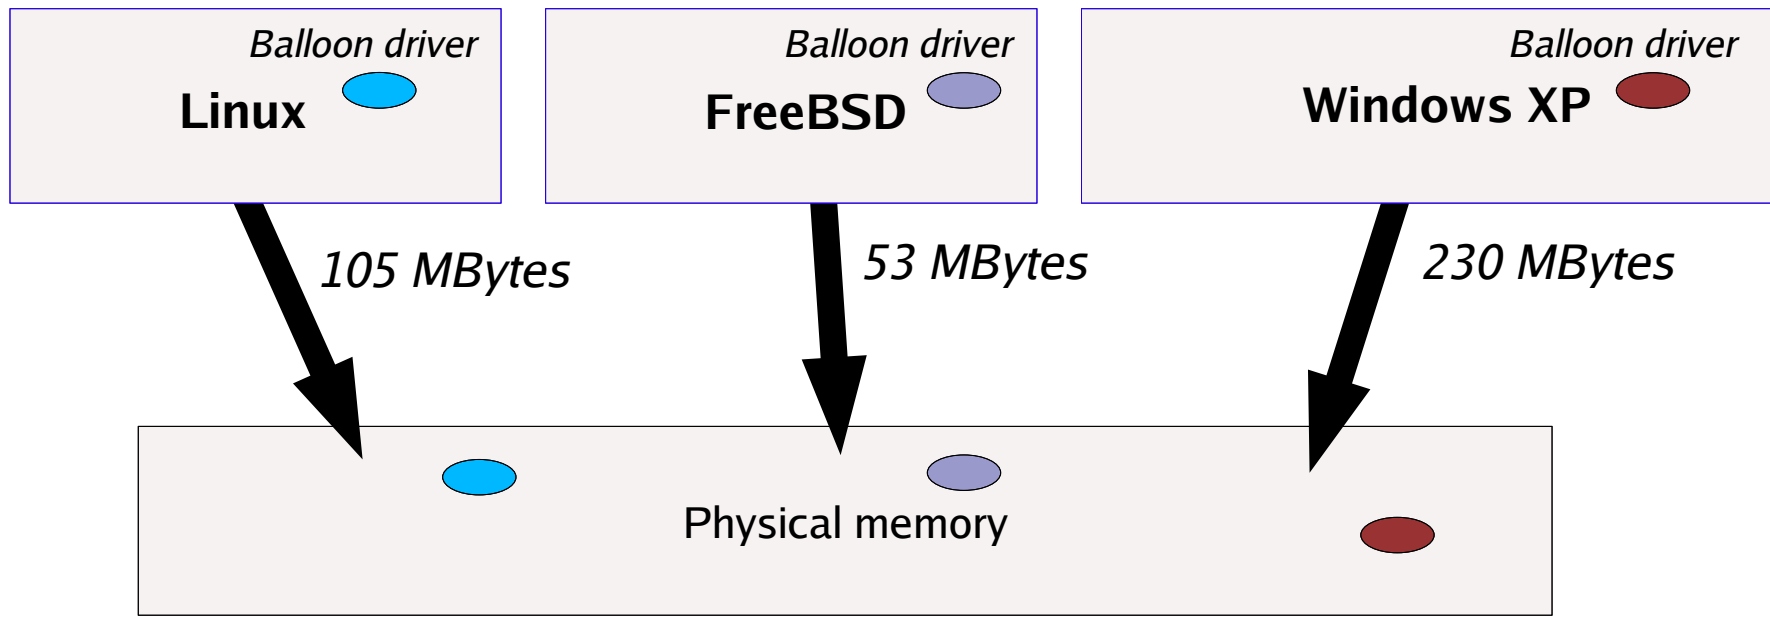 Balloon driver
Linux
Balloon driver
FreeBSD
Balloon driver
Windows XP
105 MBytes
53 MBytes
230 MBytes
Physical memory